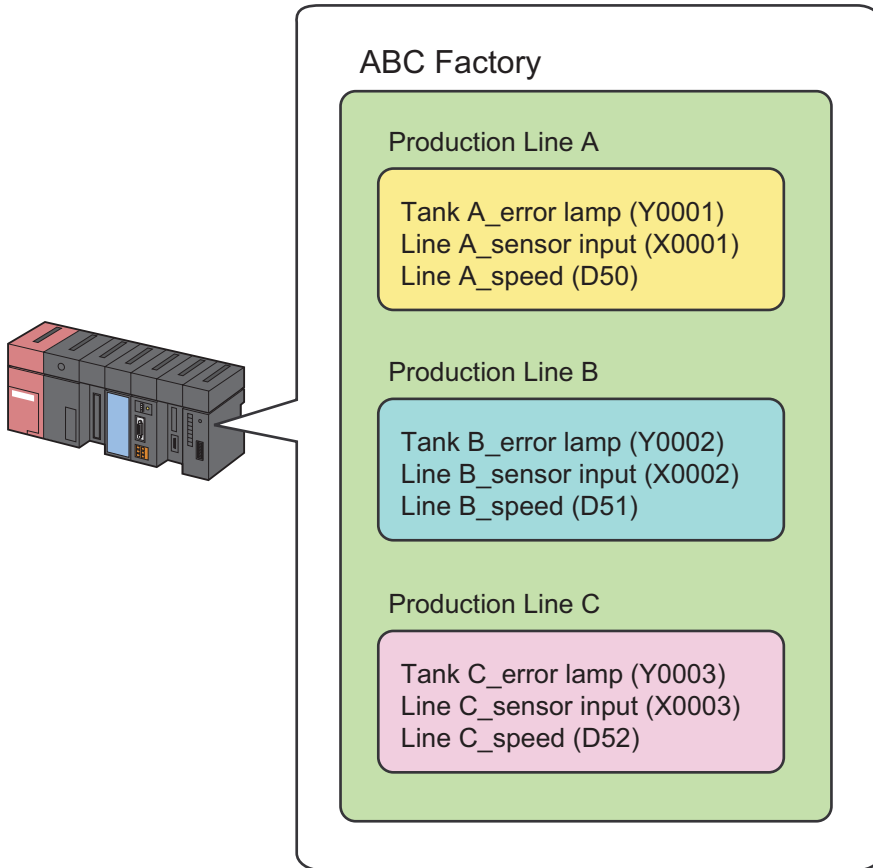 ABC Factory
Production Line A
Tank A_error lamp (Y0001)
Line A_sensor input (X0001)
Line A_speed (D50)
Production Line B
Tank B_error lamp (Y0002)
Line B_sensor input (X0002)
Line B_speed (D51)
Production Line C
Tank C_error lamp (Y0003)
Line C_sensor input (X0003)
Line C_speed (D52)